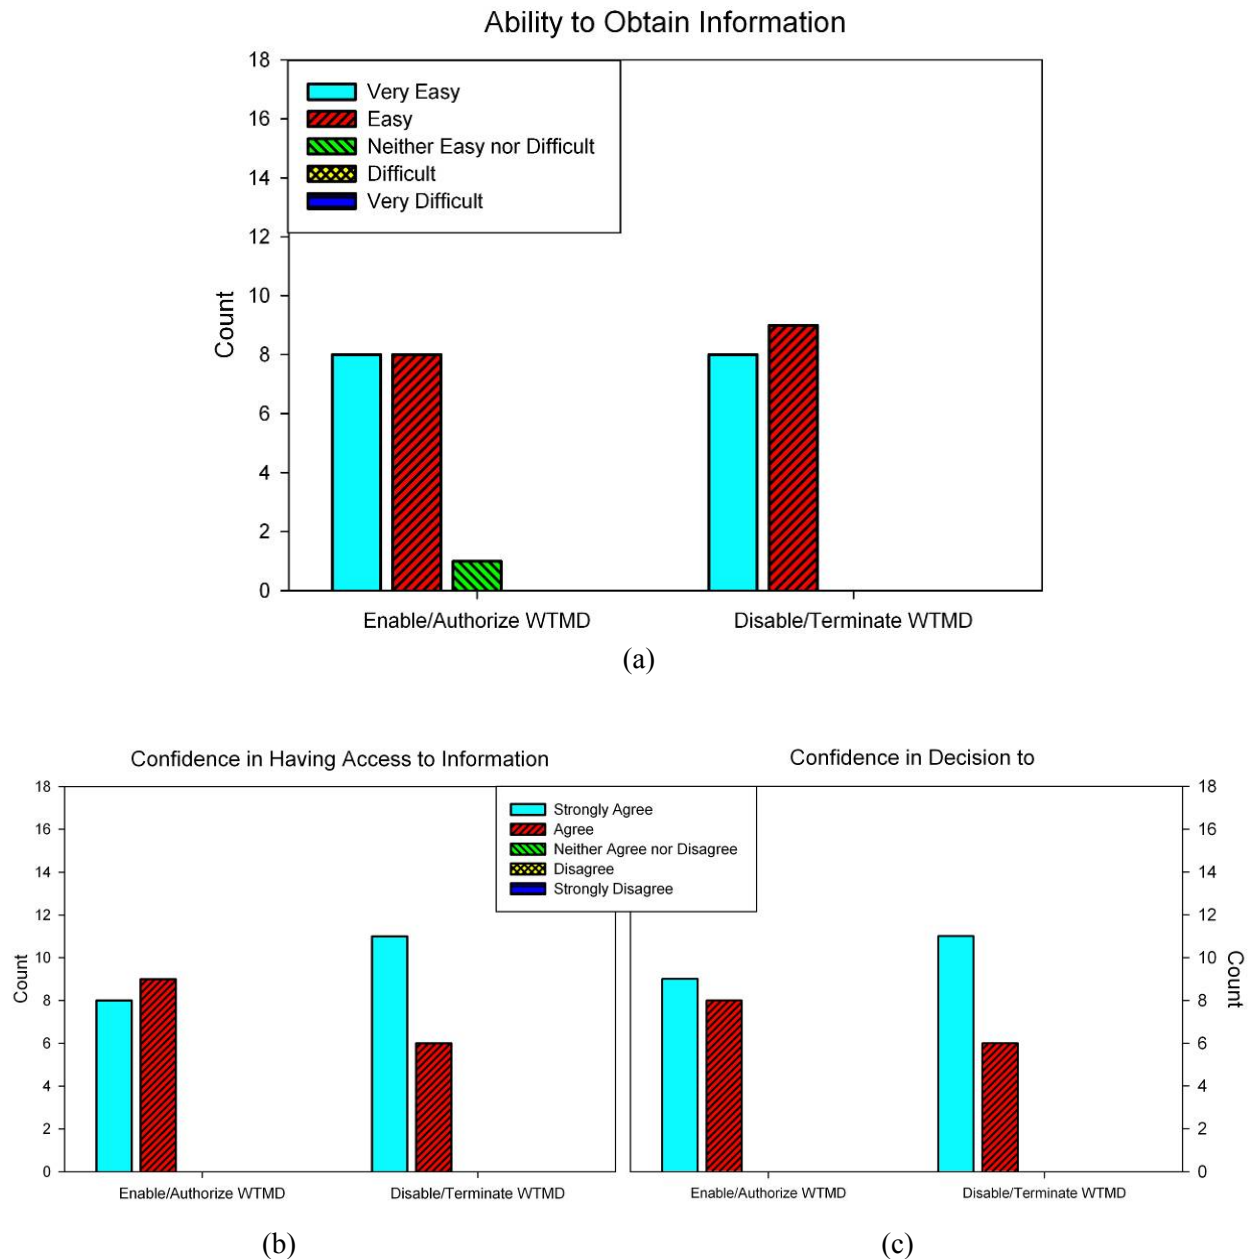 Ability to Obtain Information
18
16
14
12
10
8
6
4
2
0
Count
Very Easy
Easy
Neither Easy nor Difficult
Difficult
Very Difficult
Enable/Authorize WTMD
Disable/Terminate WTMD
(a)
Confidence in Having Access to Information
18
16
14
12
10
8
6
4
2
0
Count
Strongly Agree
Agree
Neither Agree nor Disagree
Disagree
Strongly Disagree
Enable/Authorize WTMD
Disable/Terminate WTMD
(b)
Confidence in Decision to
18
16
14
12
10
8
6
4
2
0
Count
Enable/Authorize WTMD
Disable/Terminate WTMD
(c)